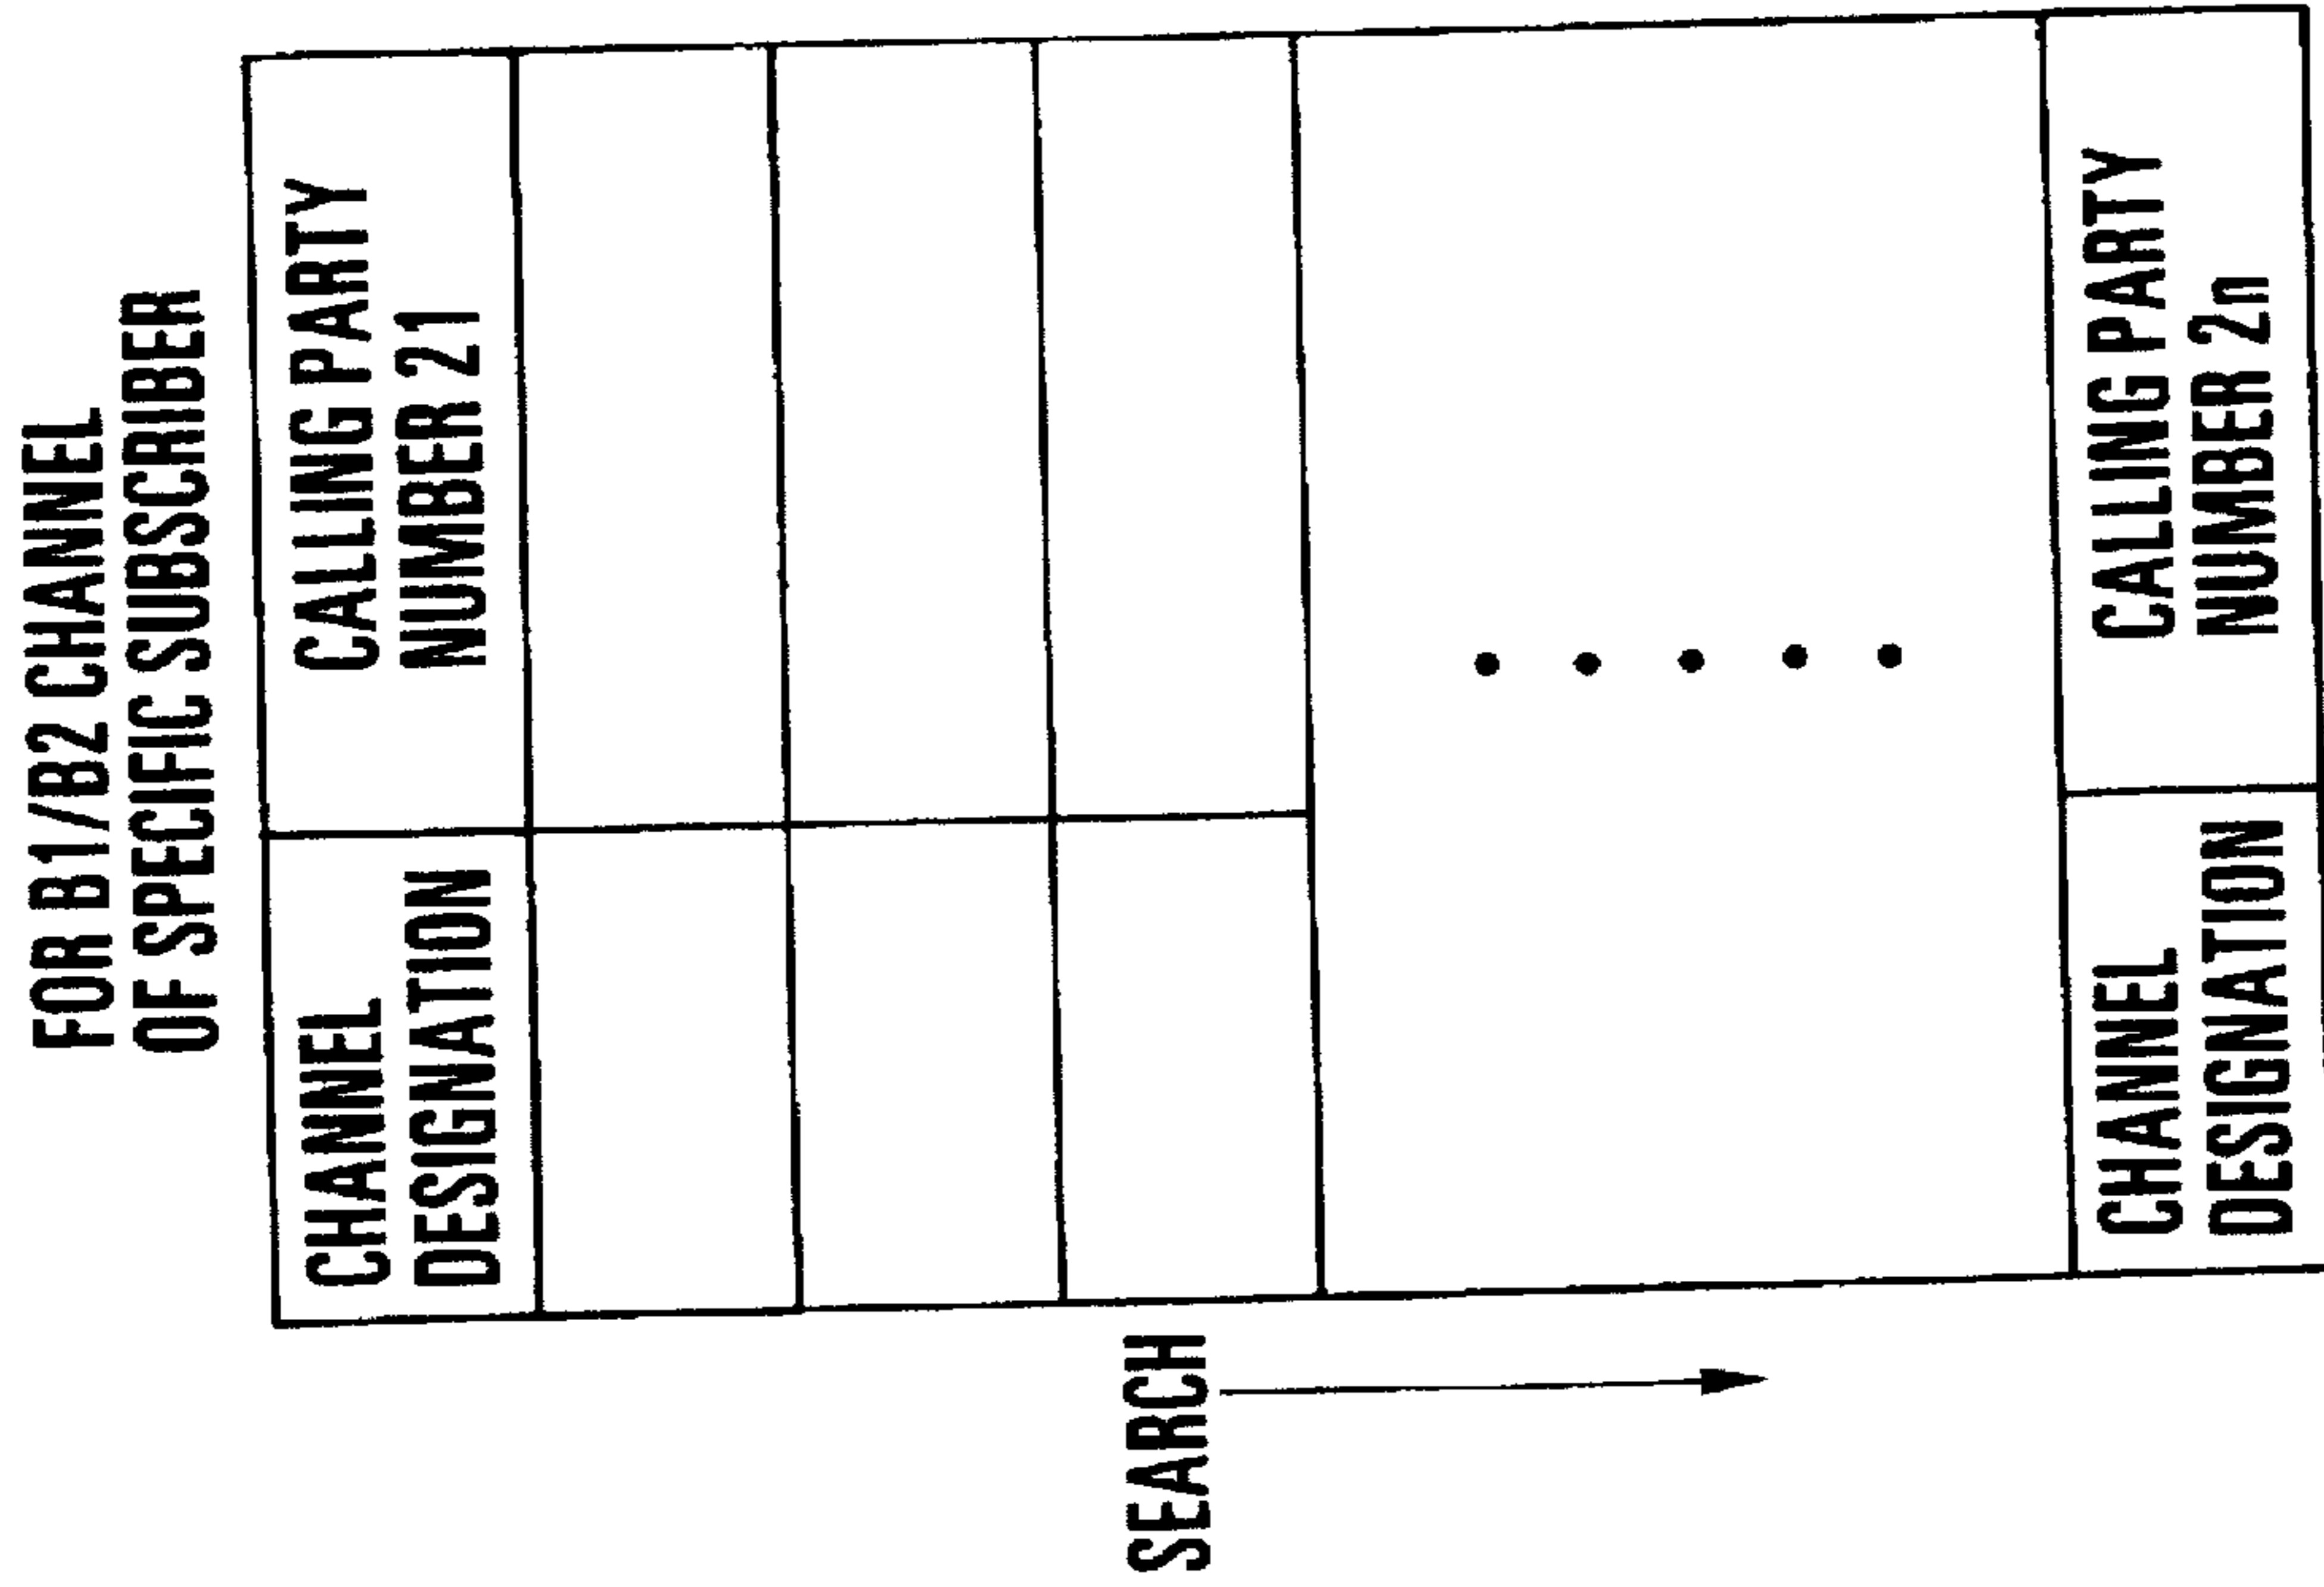 FOR B1/B2 CHANNEL
OF SPECIFIC SUBSCRIBER
CHANNEL
DESIGNATION
CALLING PARTY
NUMBER 21
SEARCH
CHANNEL
DESIGNATION
CALLING PARTY
NUMBER 2n